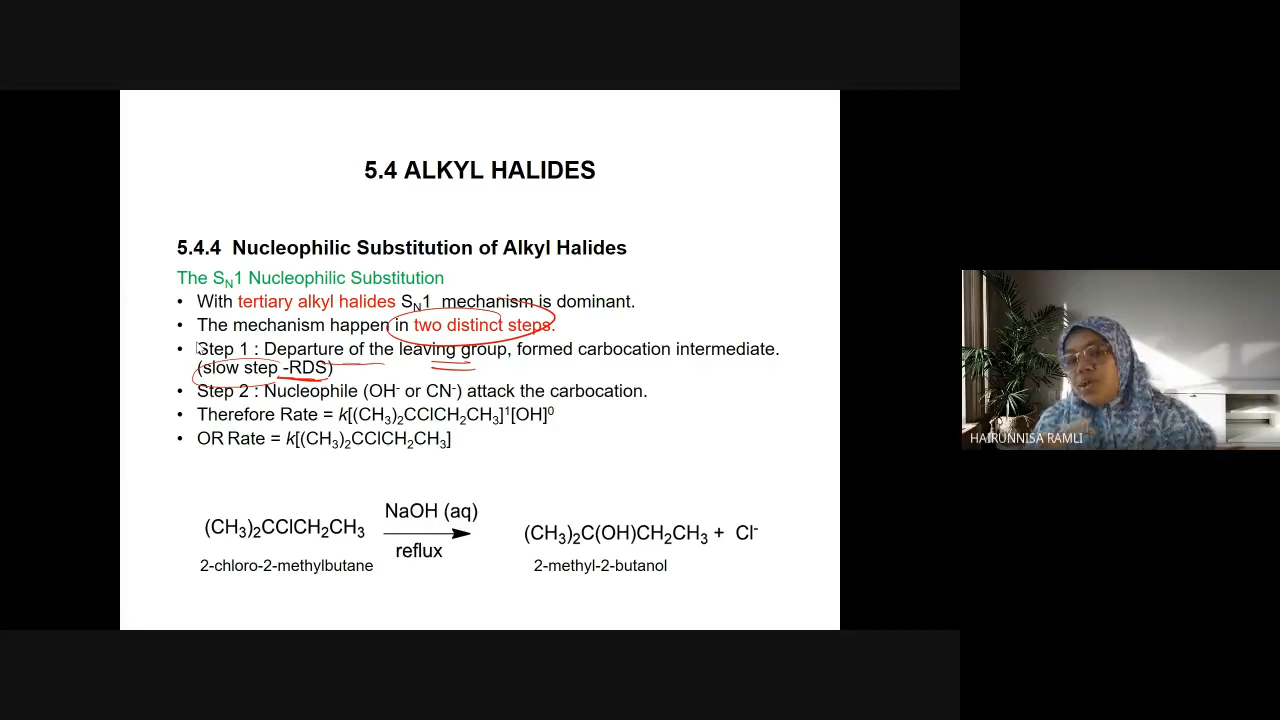 5.4 ALKYL HALIDES
5.4.4 Nucleophilic Substitution of Alkyl Halides
The SN1 Nucleophilic Substitution
• With tertiary alkyl halides SN1 mechanism is dominant.
• The mechanism happen in two distinct steps.
• Step 1 : Departure of the leaving group, formed carbocation intermediate.
(slow step -RDS)
• Step 2 : Nucleophile (OH⁻ or CN⁻) attack the carbocation.
• Therefore Rate = k[(CH₃)₂CClCH₂CH₃]¹[OH]⁰
• OR Rate = k[(CH₃)₂CClCH₂CH₃]
NaOH (aq)
(CH₃)₂CClCH₂CH₃ (CH₃)₂C(OH)CH₂CH₃ + Cl⁻
reflux
2-chloro-2-methylbutane 2-methyl-2-butanol
HAIRUNNISA RAMLI